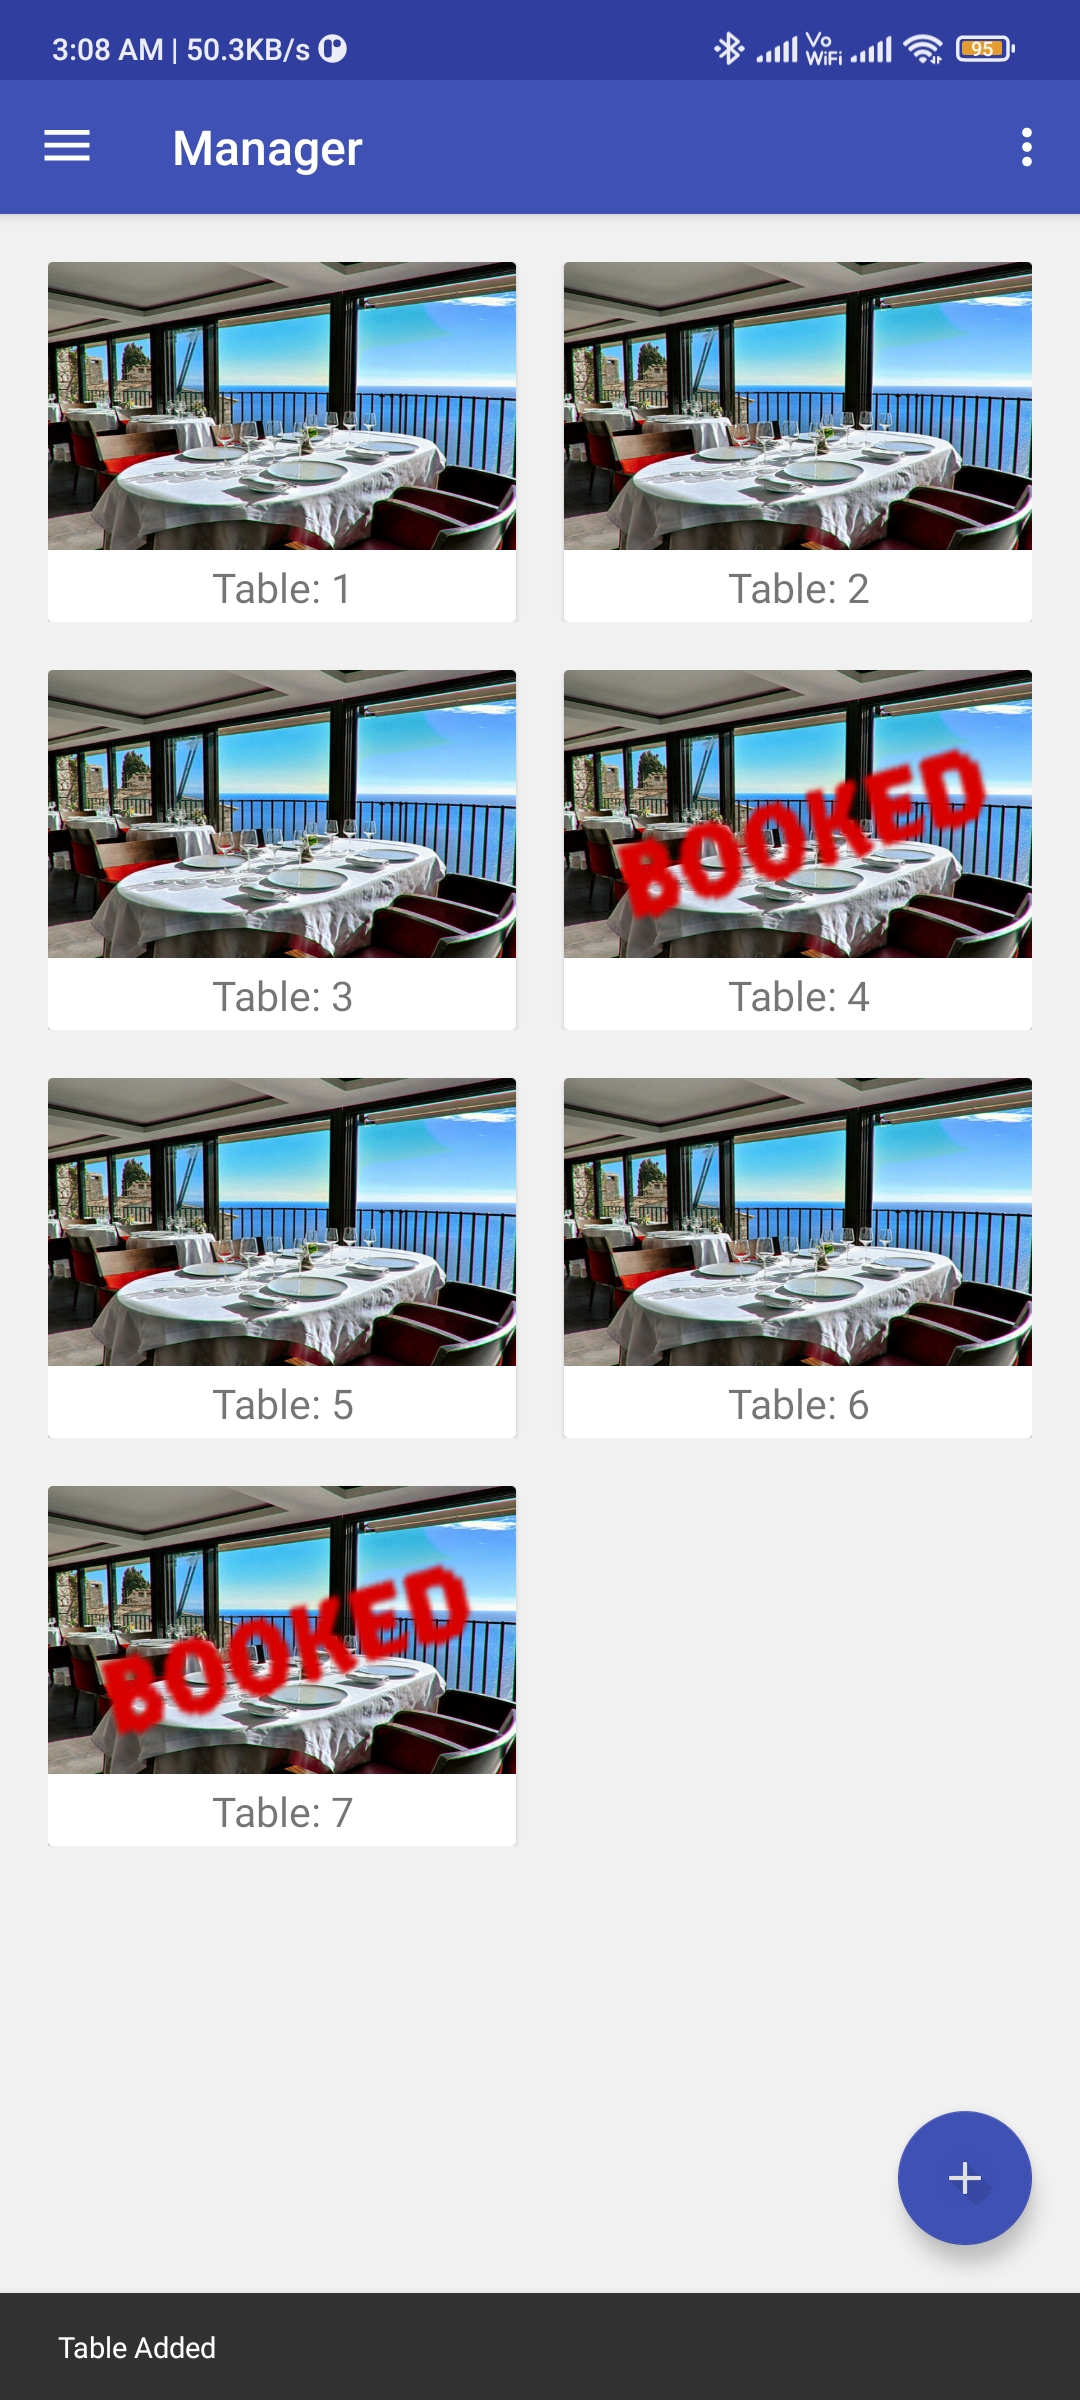 3:08 AM | 50.3KB/s
Vo
WiFi
95
Manager
Table: 1
Table: 2
Table: 3
BOOKED
Table: 4
Table: 5
Table: 6
BOOKED
Table: 7
Table Added